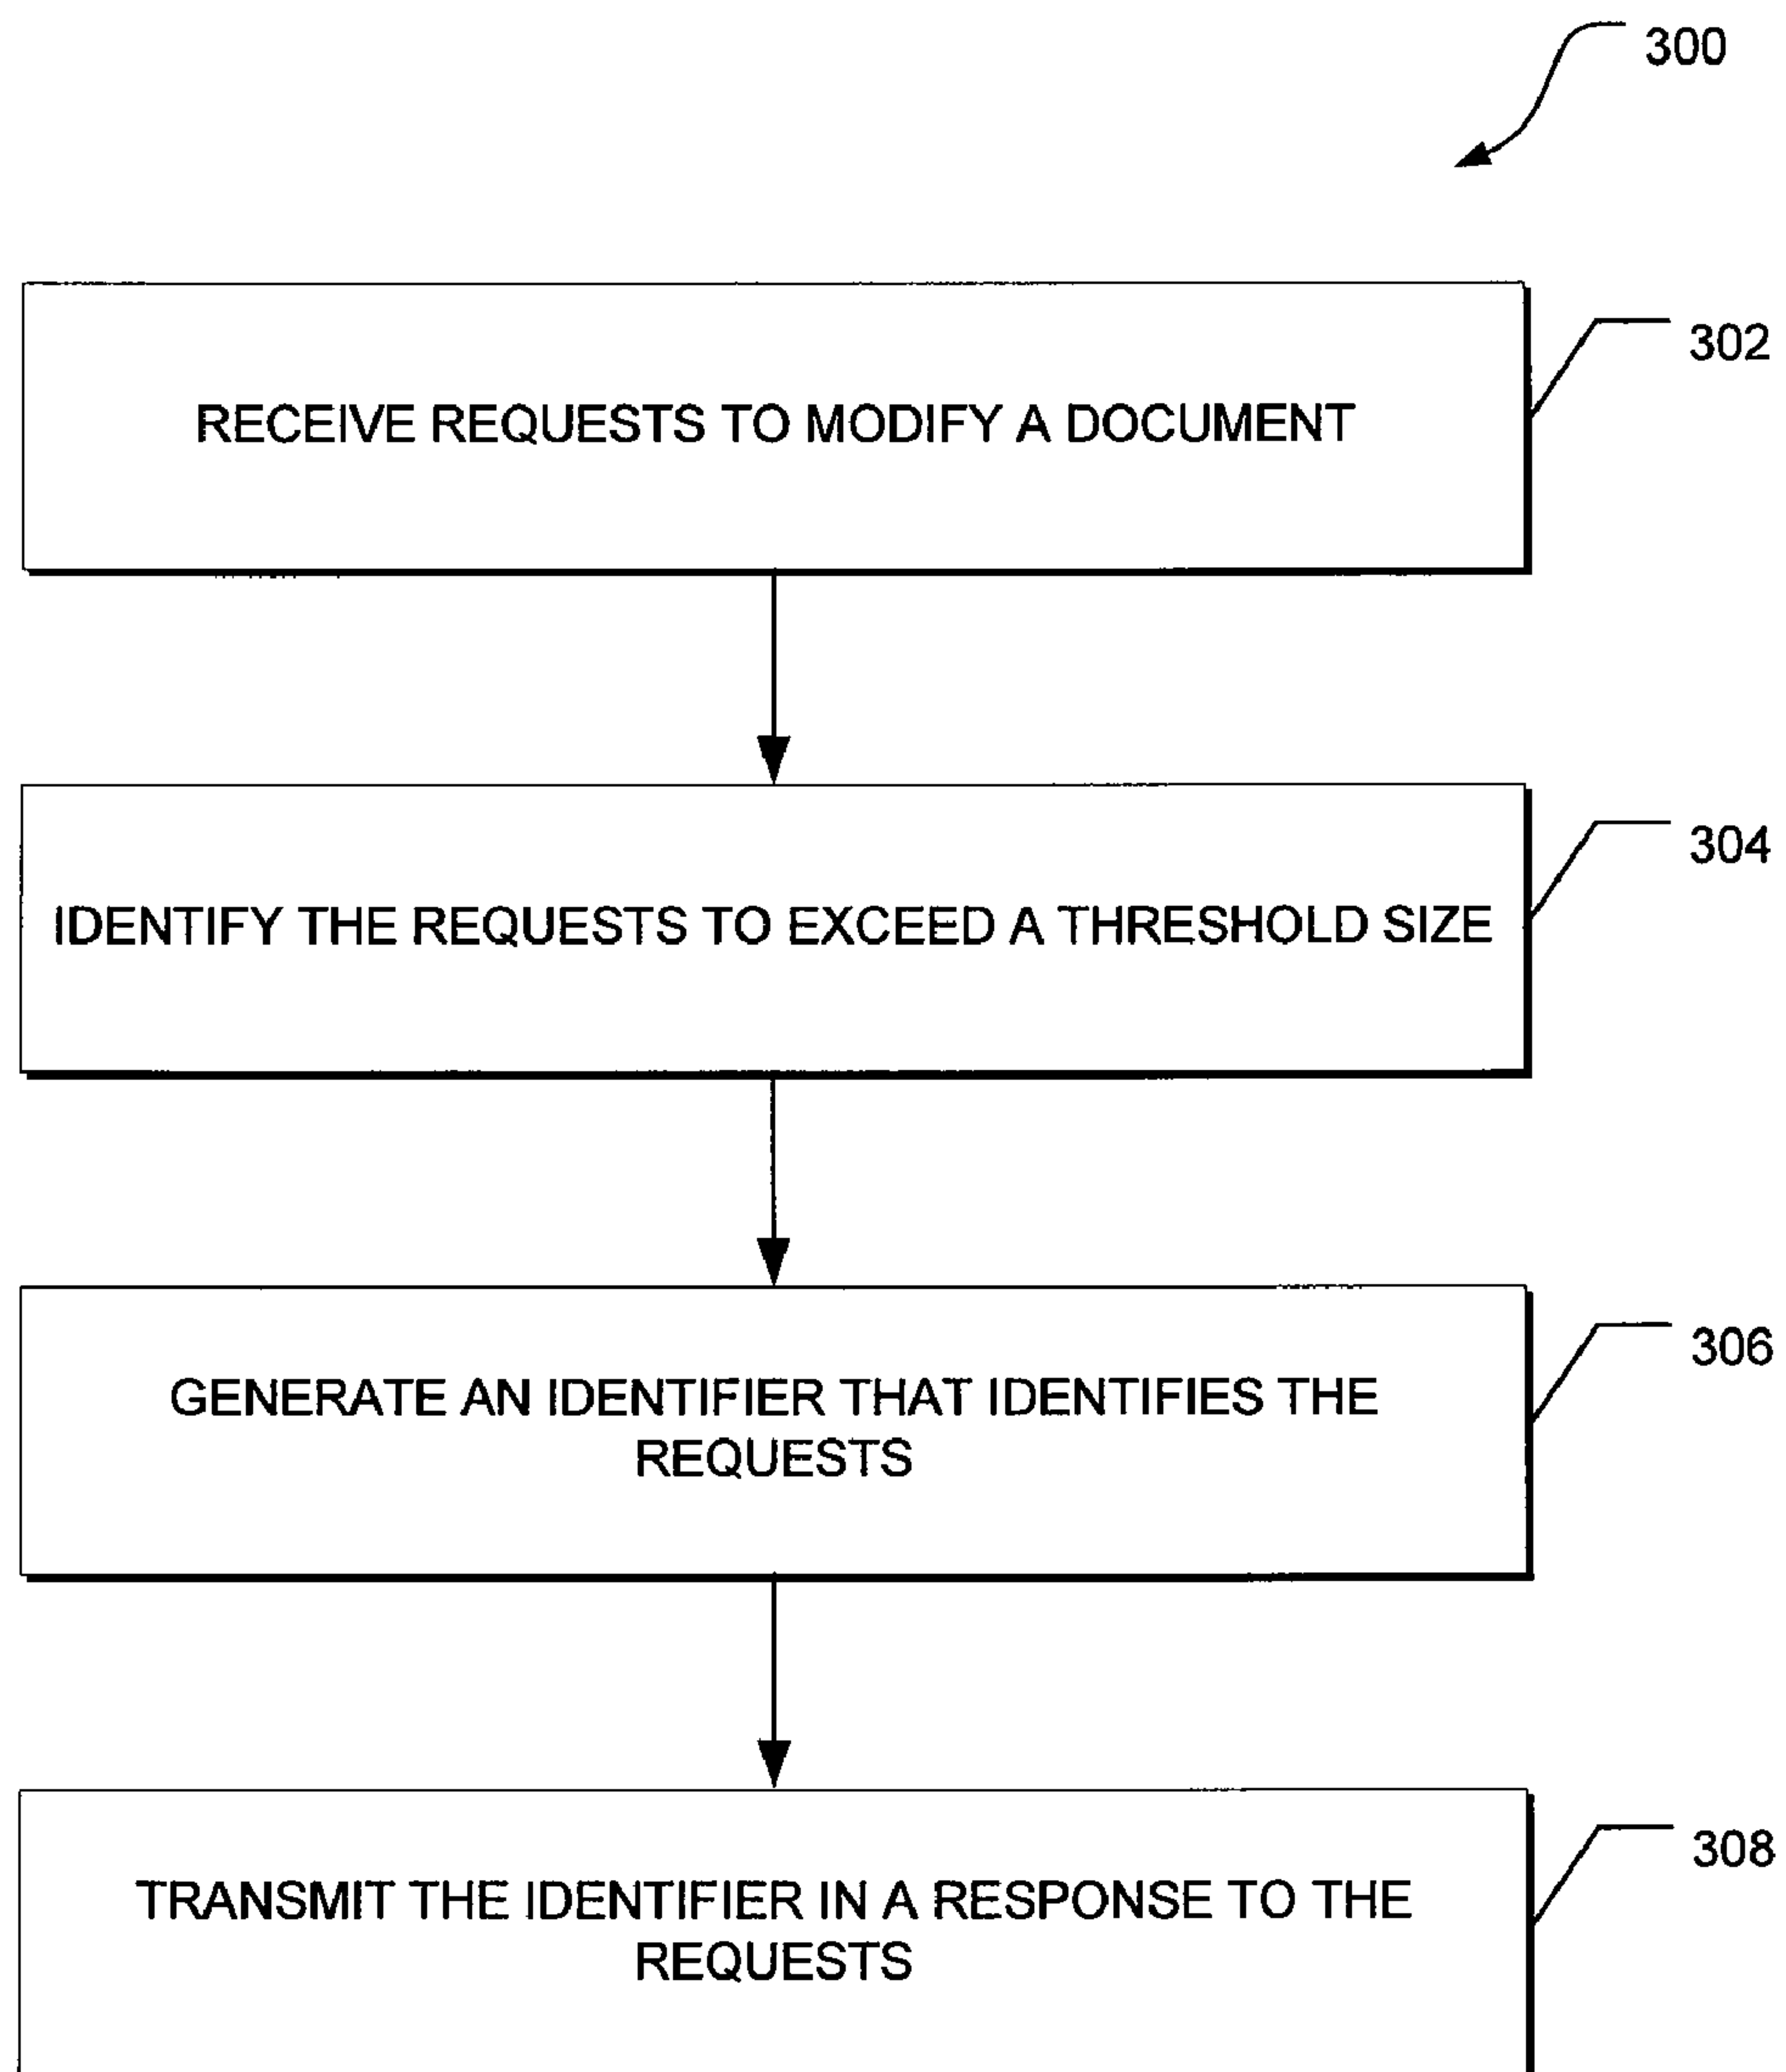 300
302
RECEIVE REQUESTS TO MODIFY A DOCUMENT
304
IDENTIFY THE REQUESTS TO EXCEED A THRESHOLD SIZE
306
GENERATE AN IDENTIFIER THAT IDENTIFIES THE
REQUESTS
308
TRANSMIT THE IDENTIFIER IN A RESPONSE TO THE
REQUESTS